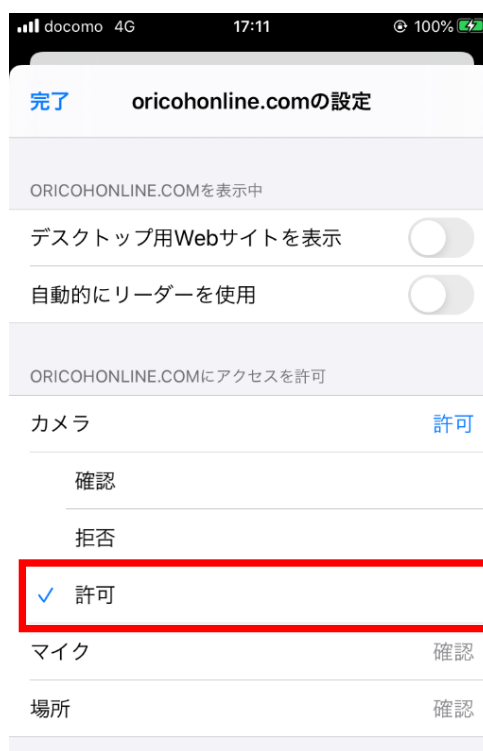 docomo 4G 17:11 100%
完了 oricohonline.comの設定
ORICOHONLINE.COMを表示中
デスクトップ用Webサイトを表示
自動的にリーダーを使用
ORICOHONLINE.COMにアクセスを許可
カメラ 許可
確認
拒否
許可
マイク 確認
場所 確認